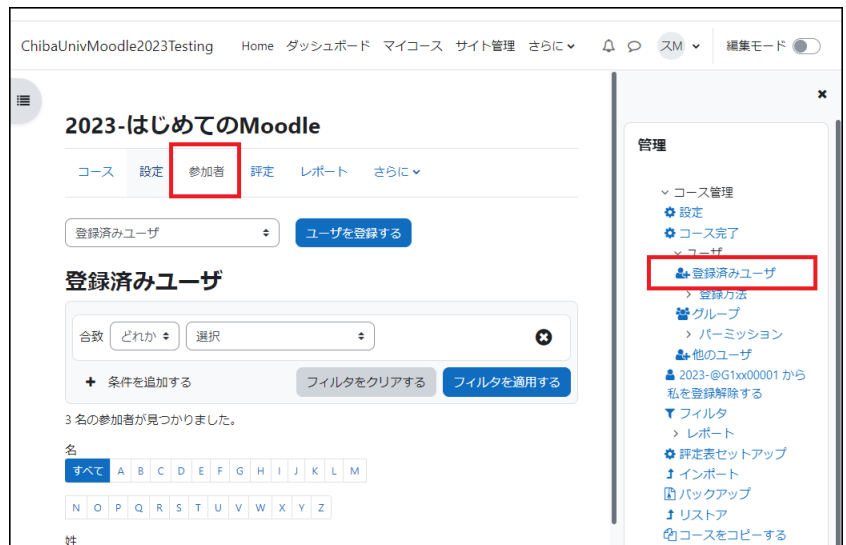 ChibaUnivMoodle2023Testing Home ダッシュボード マイコース サイト管理 さらに スM 編集モード
2023-はじめてのMoodle
コース 設定 参加者 評定 レポート さらに
登録済みユーザ ユーザを登録する
登録済みユーザ
合致 どれか 選択
条件を追加する フィルタをクリアする フィルタを適用する
3 名の参加者が見つかりました。
名
すべて A B C D E F G H I J K L M
N O P Q R S T U V W X Y Z
姓
管理
コース管理
設定
コース完了
ユーザ
登録済みユーザ
登録方法
グループ
パーミッション
他のユーザ
2023-@G1xx00001 から
私を登録解除する
フィルタ
レポート
評定表セットアップ
インポート
バックアップ
リストア
コースをコピーする